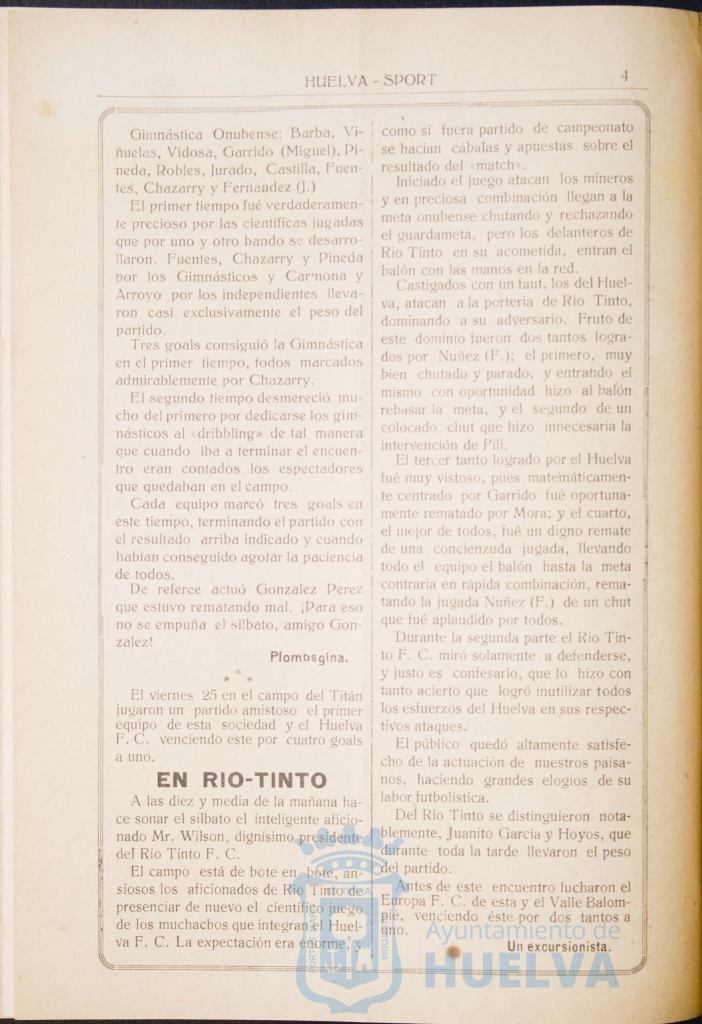 HUELVA - SPORT
4
Gimnástica Onubense: Barba, Vi-
ñuelas, Vidosa, Garrido (Miguel), Pi-
neda, Robles, Jurado, Castilla, Fuen-
tes, Chazarry y Fernandez (J.)
El primer tiempo fué verdaderamen-
te precioso por las científicas jugadas
que por uno y otro bando se desarro-
llaron. Fuentes, Chazarry y Pineda
por los Gimnásticos y Carmona y
Arroyo por los independientes lleva-
ron casi exclusivamente el peso del
partido.
Tres goals consiguió la Gimnástica
en el primer tiempo, todos marcados
admirablemente por Chazarry.
El segundo tiempo desmereció mu-
cho del primero por dedicarse los gim-
násticos al «dribbling» de tal manera
que cuando iba a terminar el encuen-
tro eran contados los espectadores
que quedaban en el campo.
Cada equipo marcó tres goals en
este tiempo, terminando el partido con
el resultado arriba indicado y cuando
habían conseguido agotar la paciencia
de todos.
De referee actuó Gonzalez Perez
que estuvo rematando mal. ¡Para eso
no se empuña el silbato, amigo Gon-
zalez!
Plombagina.
* * *
El viernes 25 en el campo del Titán
jugaron un partido amistoso el primer
equipo de esta sociedad y el Huelva
F. C. venciendo este por cuatro goals
a uno.
EN RIO-TINTO
A las diez y media de la mañana ha-
ce sonar el silbato el inteligente aficio-
nado Mr. Wilson, dignísimo presidente
del Rio Tinto F. C.
El campo está de bote en bote, an-
siosos los aficionados de Rio Tinto de
presenciar de nuevo el científico juego
de los muchachos que integran el Huel-
va F. C. La expectación era enorme, y
como si fuera partido de campeonato
se hacían cábalas y apuestas sobre el
resultado del «match».
Iniciado el juego atacan los mineros
y en preciosa combinación llegan a la
meta onubense chutando y rechazando
el guardameta, pero los delanteros de
Rio Tinto en su acometida, entran el
balón con las manos en la red.
Castigados con un faut, los del Huel-
va, atacan a la portería de Rio Tinto,
dominando a su adversario. Fruto de
este dominio fueron dos tantos logra-
dos por Nuñez (F.); el primero, muy
bien chutado y parado, y entrando el
mismo con oportunidad hizo al balón
rebasar la meta, y el segundo de un
colocado chut que hizo innecesaria la
intervención de Pili.
El tercer tanto logrado por el Huelva
fué muy vistoso, pues matemáticamen-
te centrado por Garrido fué oportuna-
mente rematado por Mora; y el cuarto,
el mejor de todos, fué un digno remate
de una concienzuda jugada, llevando
todo el equipo el balón hasta la meta
contraria en rápida combinación, rema-
tando la jugada Nuñez (F.) de un chut
que fué aplaudido por todos.
Durante la segunda parte el Rio Tin-
to F. C. miró solamente a defenderse,
y justo es confesarlo, que lo hizo con
tanto acierto que logró inutilizar todos
los esfuerzos del Huelva en sus respec-
tivos ataques.
El público quedó altamente satisfe-
cho de la actuación de nuestros paisa-
nos, haciendo grandes elogios de su
labor futbolística.
Del Rio Tinto se distinguieron nota-
blemente, Juanito García y Hoyos, que
durante toda la tarde llevaron el peso
del partido.
Antes de este encuentro lucharon el
Europa F. C. de esta y el Valle Balom-
pié, venciendo éste por dos tantos a
uno.
Un excursionista.
Ayuntamiento de
HUELVA